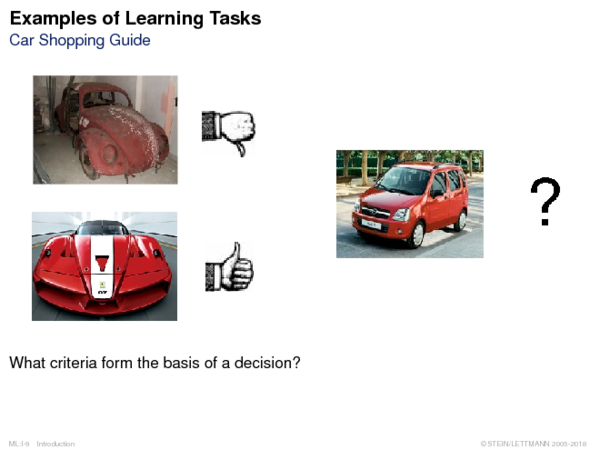 Examples of Learning Tasks
Car Shopping Guide
?
What criteria form the basis of a decision?
ML:I-9 Introduction
© STEIN/LETTMANN 2005-2018